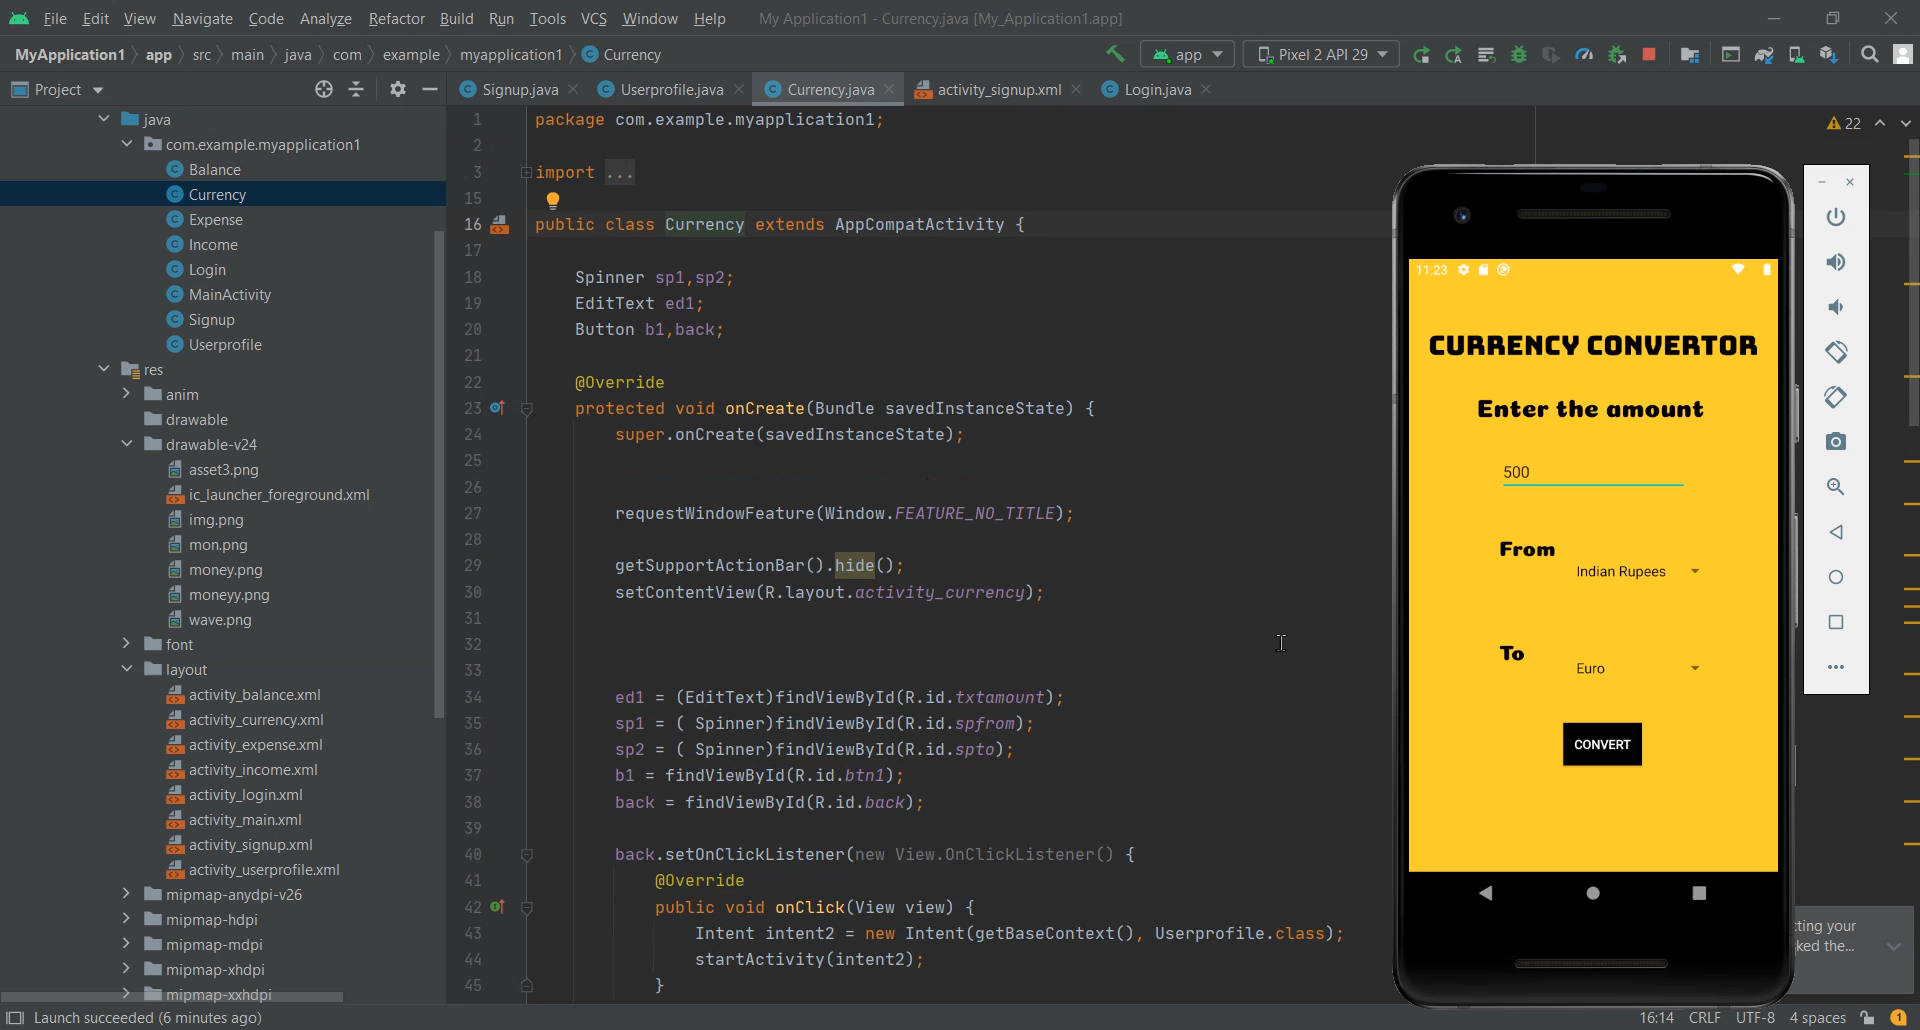 File Edit View Navigate Code Analyze Refactor Build Run Tools VCS Window Help My Application1 - Currency.java [My_Application1.app]
MyApplication1 app src main java com example myapplication1 Currency app Pixel 2 API 29
Project Signup.java Userprofile.java Currency.java activity_signup.xml Login.java
java
com.example.myapplication1
Balance
Currency
Expense
Income
Login
MainActivity
Signup
Userprofile
res
anim
drawable
drawable-v24
asset3.png
ic_launcher_foreground.xml
img.png
mon.png
money.png
moneyy.png
wave.png
font
layout
activity_balance.xml
activity_currency.xml
activity_expense.xml
activity_income.xml
activity_login.xml
activity_main.xml
activity_signup.xml
activity_userprofile.xml
mipmap-anydpi-v26
mipmap-hdpi
mipmap-mdpi
mipmap-xhdpi
mipmap-xxhdpi
1 package com.example.myapplication1;
2
3 import ...
15
16 public class Currency extends AppCompatActivity {
17
18 Spinner sp1,sp2;
19 EditText ed1;
20 Button b1,back;
21
22 @Override
23 protected void onCreate(Bundle savedInstanceState) {
24 super.onCreate(savedInstanceState);
25
26
27 requestWindowFeature(Window.FEATURE_NO_TITLE);
28
29 getSupportActionBar().hide();
30 setContentView(R.layout.activity_currency);
31
32
33
34 ed1 = (EditText)findViewById(R.id.txtamount);
35 sp1 = ( Spinner)findViewById(R.id.spfrom);
36 sp2 = ( Spinner)findViewById(R.id.spto);
37 b1 = findViewById(R.id.btn1);
38 back = findViewById(R.id.back);
39
40 back.setOnClickListener(new View.OnClickListener() {
41 @Override
42 public void onClick(View view) {
43 Intent intent2 = new Intent(getBaseContext(), Userprofile.class);
44 startActivity(intent2);
45 }
22
11:23
CURRENCY CONVERTOR
Enter the amount
500
From
Indian Rupees
To
Euro
CONVERT
cting your
ked the...
Launch succeeded (6 minutes ago) 16:14 CRLF UTF-8 4 spaces 1